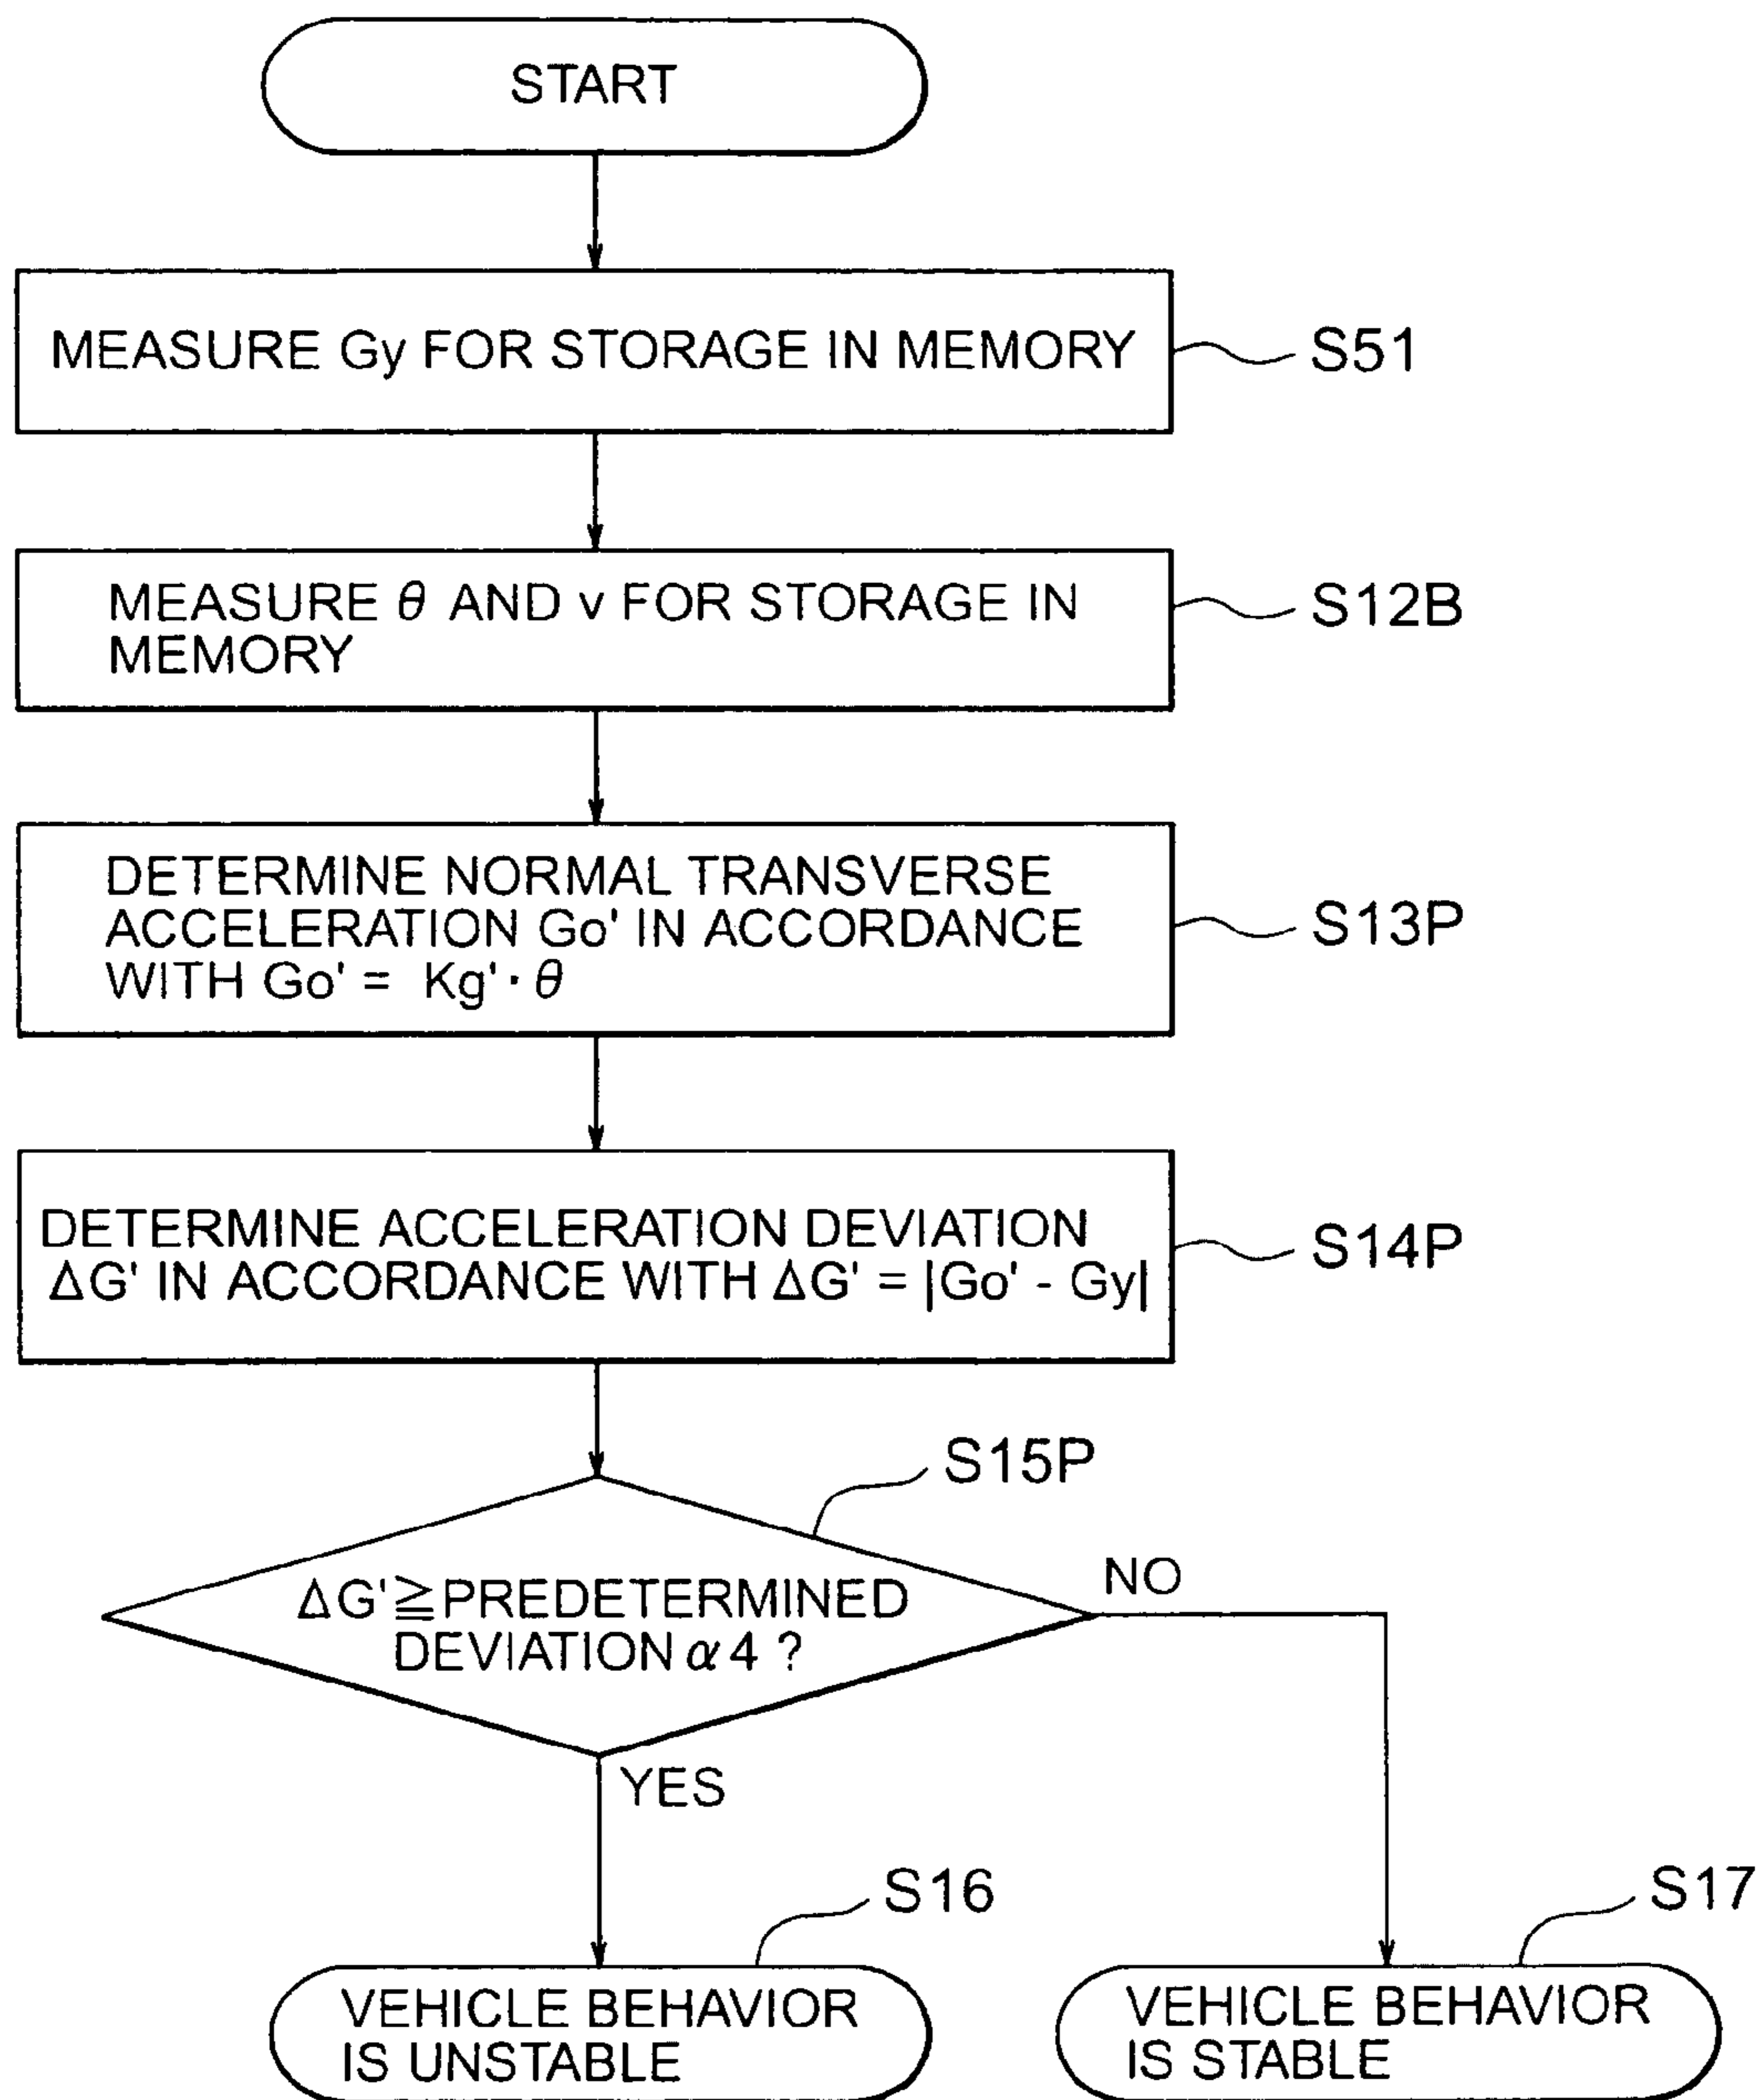 START
MEASURE Gy FOR STORAGE IN MEMORY
S51
MEASURE θ AND v FOR STORAGE IN
MEMORY
S12B
DETERMINE NORMAL TRANSVERSE
ACCELERATION Go' IN ACCORDANCE
WITH Go' = Kg'·θ
S13P
DETERMINE ACCELERATION DEVIATION
ΔG' IN ACCORDANCE WITH ΔG' = |Go' - Gy|
S14P
S15P
ΔG'≧PREDETERMINED
DEVIATION α4 ?
NO
YES
S16
S17
VEHICLE BEHAVIOR
IS UNSTABLE
VEHICLE BEHAVIOR
IS STABLE